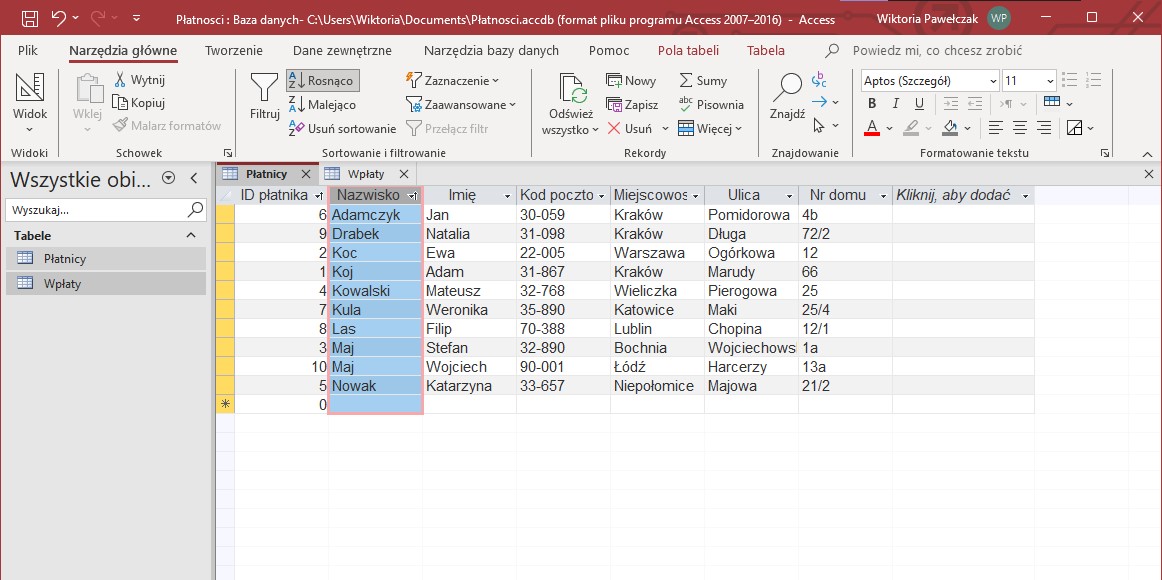 Płatnosci : Baza danych- C:\Users\Wiktoria\Documents\Płatnosci.accdb (format pliku programu Access 2007–2016) - Access Wiktoria Pawełczak WP
Plik Narzędzia główne Tworzenie Dane zewnętrzne Narzędzia bazy danych Pomoc Pola tabeli Tabela Powiedz mi, co chcesz zrobić
Widok
Wklej
Wytnij
Kopiuj
Malarz formatów
Filtruj
Rosnąco
Malejąco
Usuń sortowanie
Zaznaczenie
Zaawansowane
Przełącz filtr
Odśwież
wszystko
Nowy
Zapisz
Usuń
Sumy
Pisownia
Więcej
Znajdź
Aptos (Szczegół) 11
B I U
Widoki Schowek Sortowanie i filtrowanie Rekordy Znajdowanie Formatowanie tekstu
Wszystkie obi...
Wyszukaj...
Tabele
Płatnicy
Wpłaty
Płatnicy Wpłaty
ID płatnika Nazwisko Imię Kod poczto Miejscowos Ulica Nr domu Kliknij, aby dodać
6 Adamczyk Jan 30-059 Kraków Pomidorowa 4b
9 Drabek Natalia 31-098 Kraków Długa 72/2
2 Koc Ewa 22-005 Warszawa Ogórkowa 12
1 Koj Adam 31-867 Kraków Marudy 66
4 Kowalski Mateusz 32-768 Wieliczka Pierogowa 25
7 Kula Weronika 35-890 Katowice Maki 25/4
8 Las Filip 70-388 Lublin Chopina 12/1
3 Maj Stefan 32-890 Bochnia Wojciechows 1a
10 Maj Wojciech 90-001 Łódź Harcerzy 13a
5 Nowak Katarzyna 33-657 Niepołomice Majowa 21/2
0